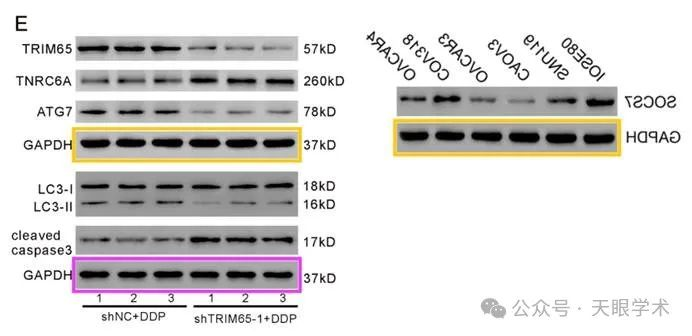 E
TRIM65 57kD
TNRC6A 260kD
ATG7 78kD
GAPDH 37kD
LC3-I 18kD
LC3-II 16kD
cleaved
caspase3 17kD
GAPDH 37kD
1 2 3 1 2 3
shNC+DDP shTRIM65-1+DDP
IOSE80 SNU119 CAOV3 OVCAR3 COV318 OVCAR4
SOCS7
GAPDH
公众号 · 天眼学术